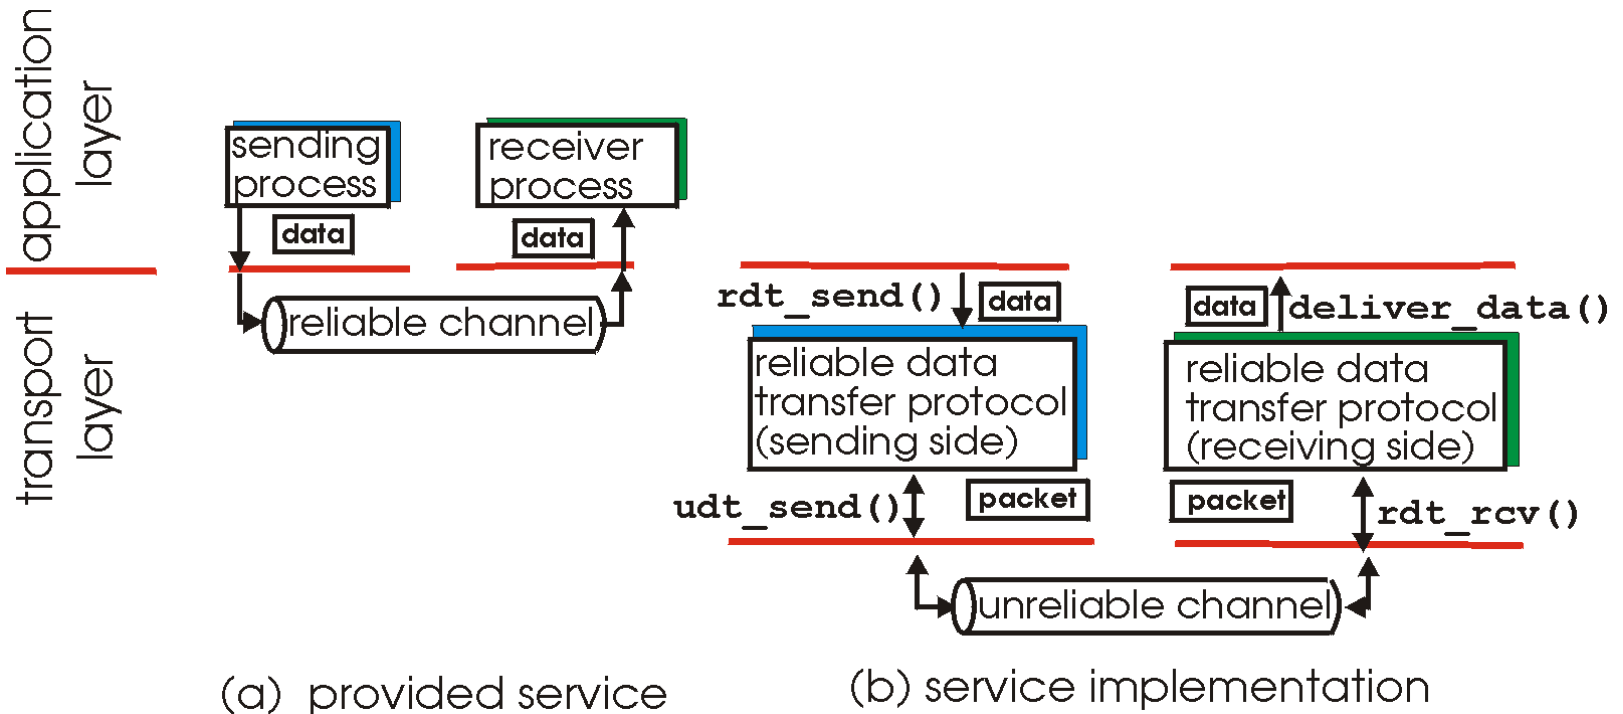 application
layer
transport
layer
sending
process
data
receiver
process
data
reliable channel
(a) provided service
rdt_send()
data
reliable data
transfer protocol
(sending side)
udt_send()
packet
data
deliver_data()
reliable data
transfer protocol
(receiving side)
packet
rdt_rcv()
unreliable channel
(b) service implementation